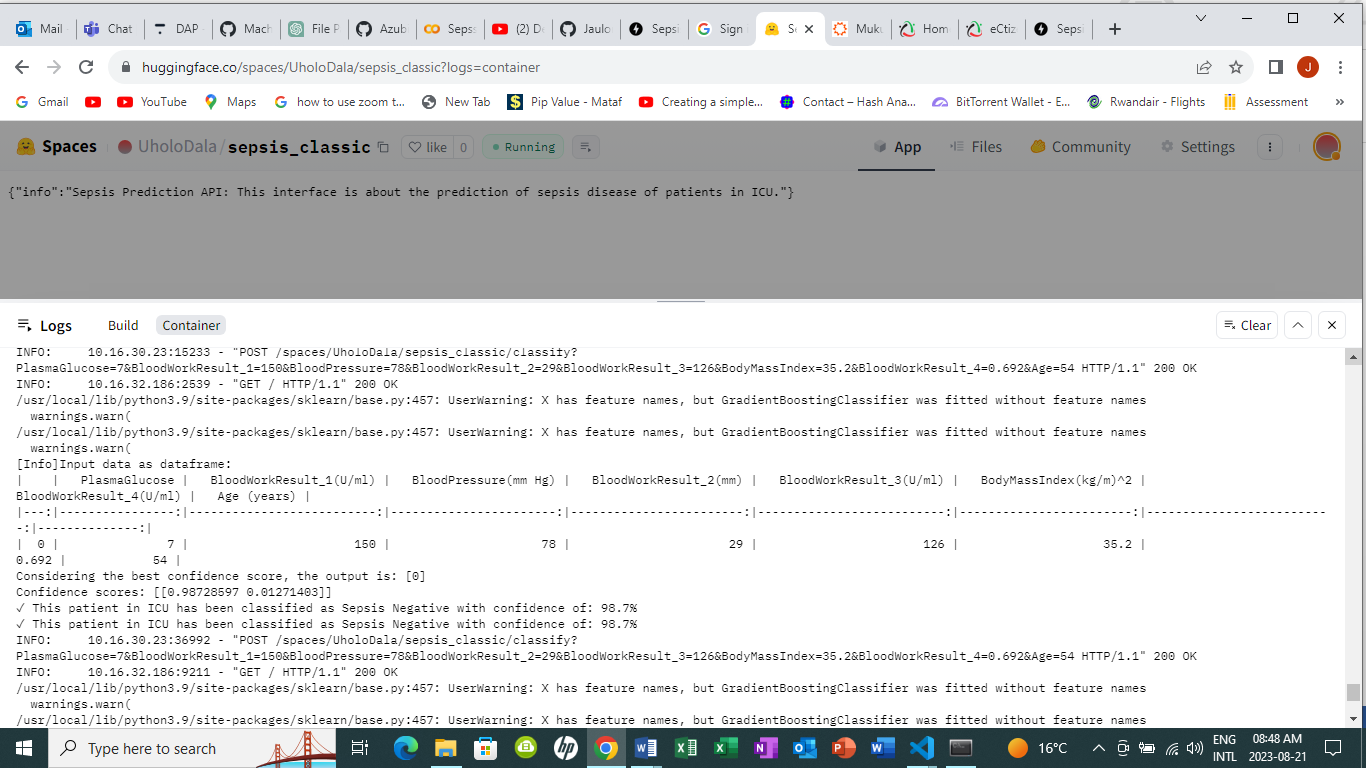 Mail Chat DAP Mach File P Azub Sepss (2) De Jaulo Sepsi Sign Se Muku Hom eCtiz Sepsi
huggingface.co/spaces/UholoDala/sepsis_classic?logs=container J
Gmail YouTube Maps how to use zoom t... New Tab Pip Value - Mataf Creating a simple... Contact – Hash Ana... BitTorrent Wallet - E... Rwandair - Flights Assessment »
Spaces UholoDala/sepsis_classic like 0 Running App Files Community Settings
{"info":"Sepsis Prediction API: This interface is about the prediction of sepsis disease of patients in ICU."}
Logs Build Container Clear
INFO: 10.16.30.23:15233 - "POST /spaces/UholoDala/sepsis_classic/classify?
PlasmaGlucose=7&BloodWorkResult_1=150&BloodPressure=78&BloodWorkResult_2=29&BloodWorkResult_3=126&BodyMassIndex=35.2&BloodWorkResult_4=0.692&Age=54 HTTP/1.1" 200 OK
INFO: 10.16.32.186:2539 - "GET / HTTP/1.1" 200 OK
/usr/local/lib/python3.9/site-packages/sklearn/base.py:457: UserWarning: X has feature names, but GradientBoostingClassifier was fitted without feature names
warnings.warn(
/usr/local/lib/python3.9/site-packages/sklearn/base.py:457: UserWarning: X has feature names, but GradientBoostingClassifier was fitted without feature names
warnings.warn(
[Info]Input data as dataframe:
| | PlasmaGlucose | BloodWorkResult_1(U/ml) | BloodPressure(mm Hg) | BloodWorkResult_2(mm) | BloodWorkResult_3(U/ml) | BodyMassIndex(kg/m)^2 |
BloodWorkResult_4(U/ml) | Age (years) |
|---:|----------------:|--------------------------:|-----------------------:|------------------------:|--------------------------:|------------------------:|-------------------------
-:|--------------:|
| 0 | 7 | 150 | 78 | 29 | 126 | 35.2 |
0.692 | 54 |
Considering the best confidence score, the output is: [0]
Confidence scores: [[0.98728597 0.01271403]]
✓ This patient in ICU has been classified as Sepsis Negative with confidence of: 98.7%
✓ This patient in ICU has been classified as Sepsis Negative with confidence of: 98.7%
INFO: 10.16.30.23:36992 - "POST /spaces/UholoDala/sepsis_classic/classify?
PlasmaGlucose=7&BloodWorkResult_1=150&BloodPressure=78&BloodWorkResult_2=29&BloodWorkResult_3=126&BodyMassIndex=35.2&BloodWorkResult_4=0.692&Age=54 HTTP/1.1" 200 OK
INFO: 10.16.32.186:9211 - "GET / HTTP/1.1" 200 OK
/usr/local/lib/python3.9/site-packages/sklearn/base.py:457: UserWarning: X has feature names, but GradientBoostingClassifier was fitted without feature names
warnings.warn(
/usr/local/lib/python3.9/site-packages/sklearn/base.py:457: UserWarning: X has feature names, but GradientBoostingClassifier was fitted without feature names
Type here to search 16°C ENG 08:48 AM
INTL 2023-08-21